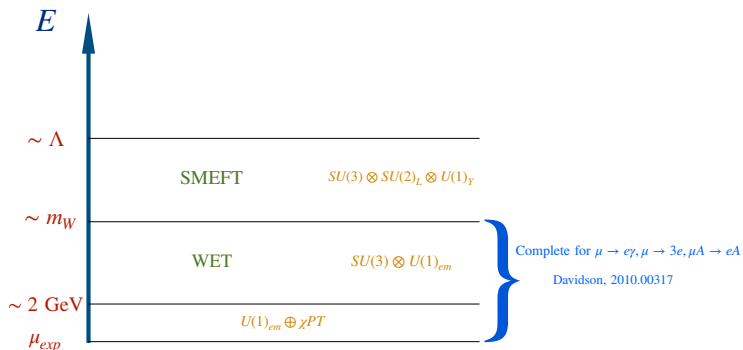 E
∼ Λ
SMEFT SU(3) ⊗ SU(2)_L ⊗ U(1)_Y
∼ m_W
WET SU(3) ⊗ U(1)_em
Complete for μ → eγ, μ → 3e, μA → eA
Davidson, 2010.00317
∼ 2 GeV
U(1)_em ⊕ χPT
μ_exp